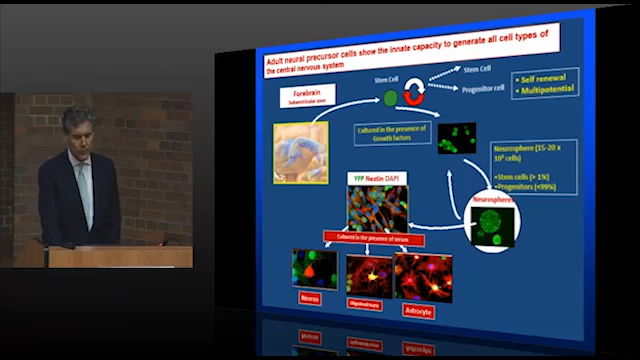 Adult neural precursor cells show the innate capacity to generate all cell types of
the central nervous system
Forebrain
Subventricular zone
Stem Cell
Stem Cell
Progenitor cell
• Self renewal
• Multipotential
Cultured in the presence of
Growth factors
Neurosphere (15-20 x
10³ cells)
•Stem cells (> 1%)
•Progenitors (<99%)
Neurospheres
YFP Nestin DAPI
Cultured in the presence of serum
Neuron
Oligodendrocyte
Astrocyte